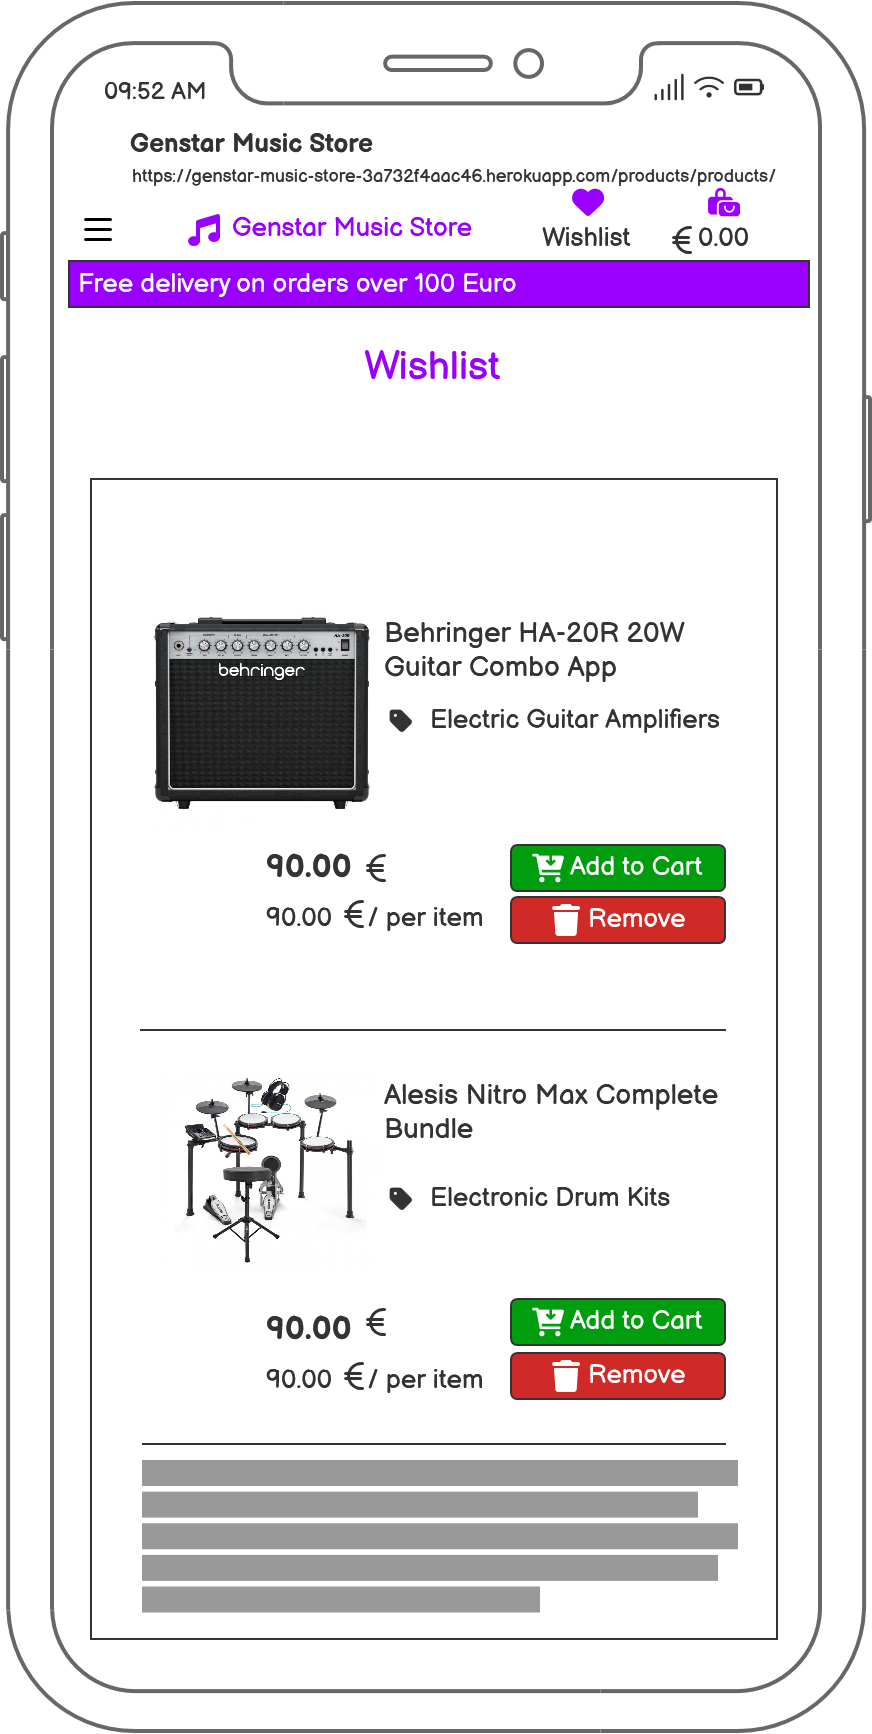 09:52 AM
Genstar Music Store
https://genstar-music-store-3a732f4aac46.herokuapp.com/products/products/
Genstar Music Store
Wishlist
€ 0.00
Free delivery on orders over 100 Euro
Wishlist
behringer
Behringer HA-20R 20W
Guitar Combo App
Electric Guitar Amplifiers
90.00 €
Add to Cart
90.00 €/ per item
Remove
Alesis Nitro Max Complete
Bundle
Electronic Drum Kits
90.00 €
Add to Cart
90.00 €/ per item
Remove